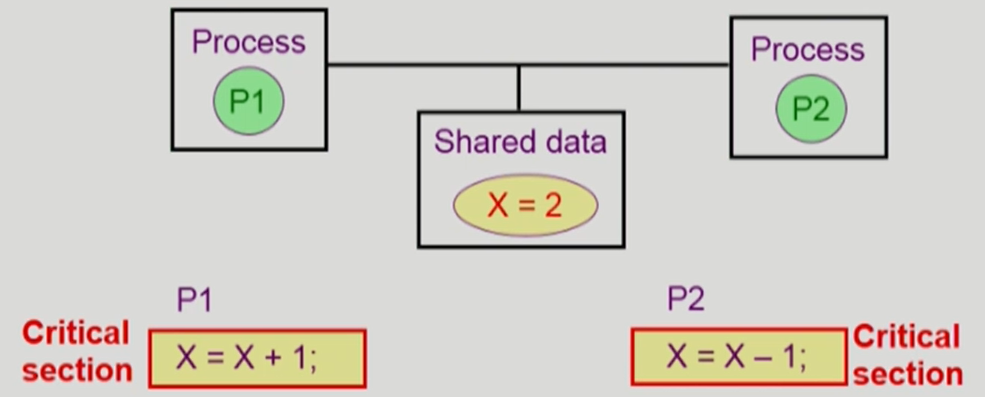 Process
P1
Process
P2
Shared data
X = 2
P1
Critical
section
X = X + 1;
P2
X = X – 1;
Critical
section